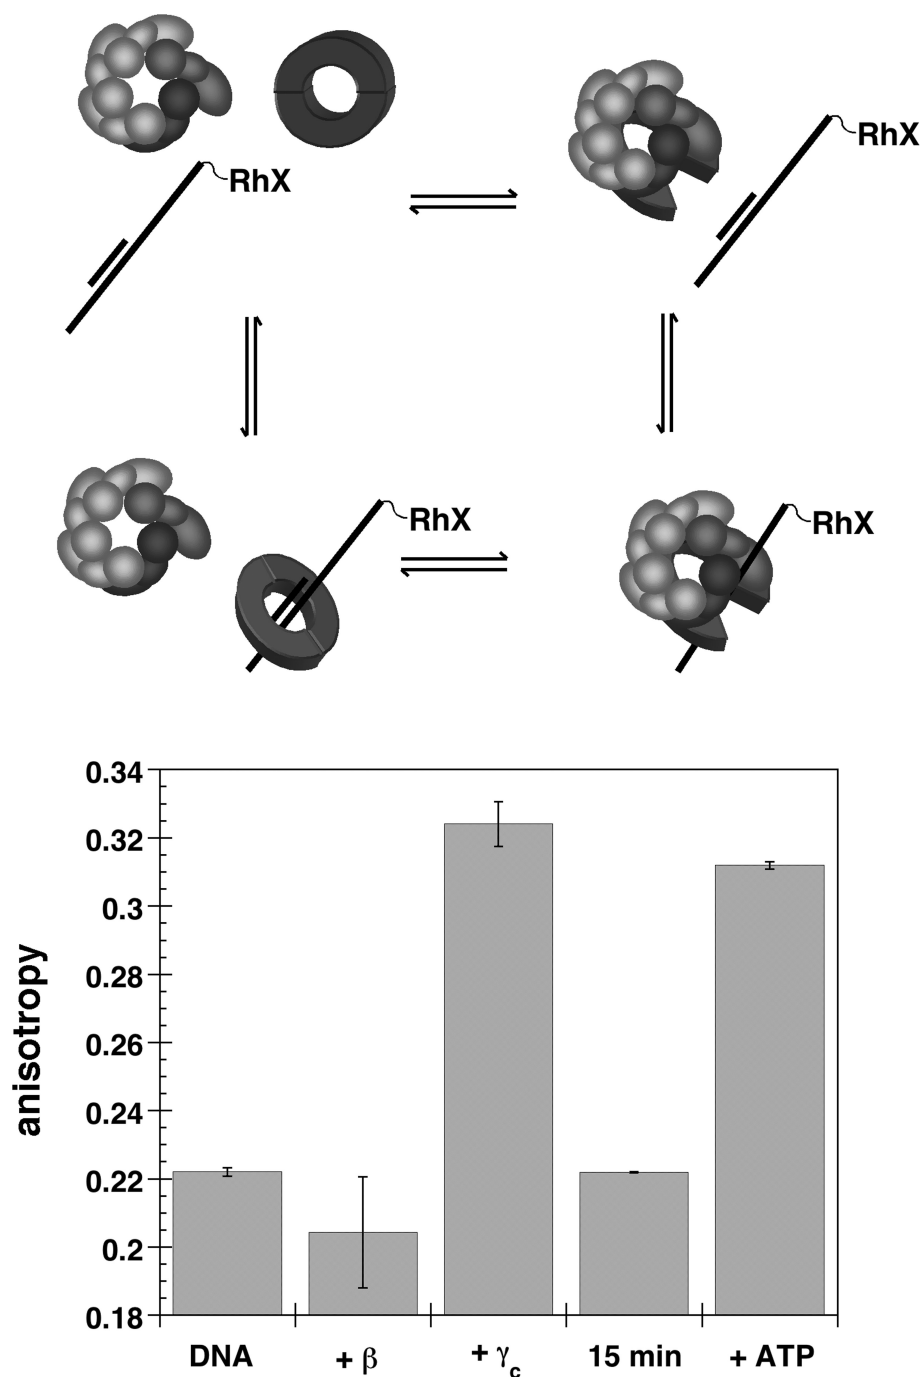 RhX
RhX
RhX
RhX
0.34
0.32
0.3
0.28
0.26
0.24
0.22
0.2
0.18
anisotropy
DNA
+ β
+ γc
15 min
+ ATP